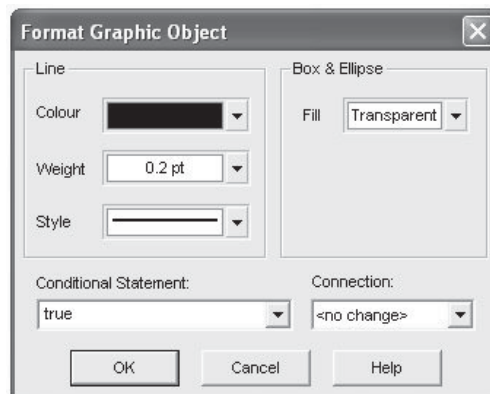 Format Graphic Object
Line
Box & Ellipse
Colour
Fill
Transparent
Weight
0.2 pt
Style
Conditional Statement:
Connection:
true
<no change>
OK
Cancel
Help